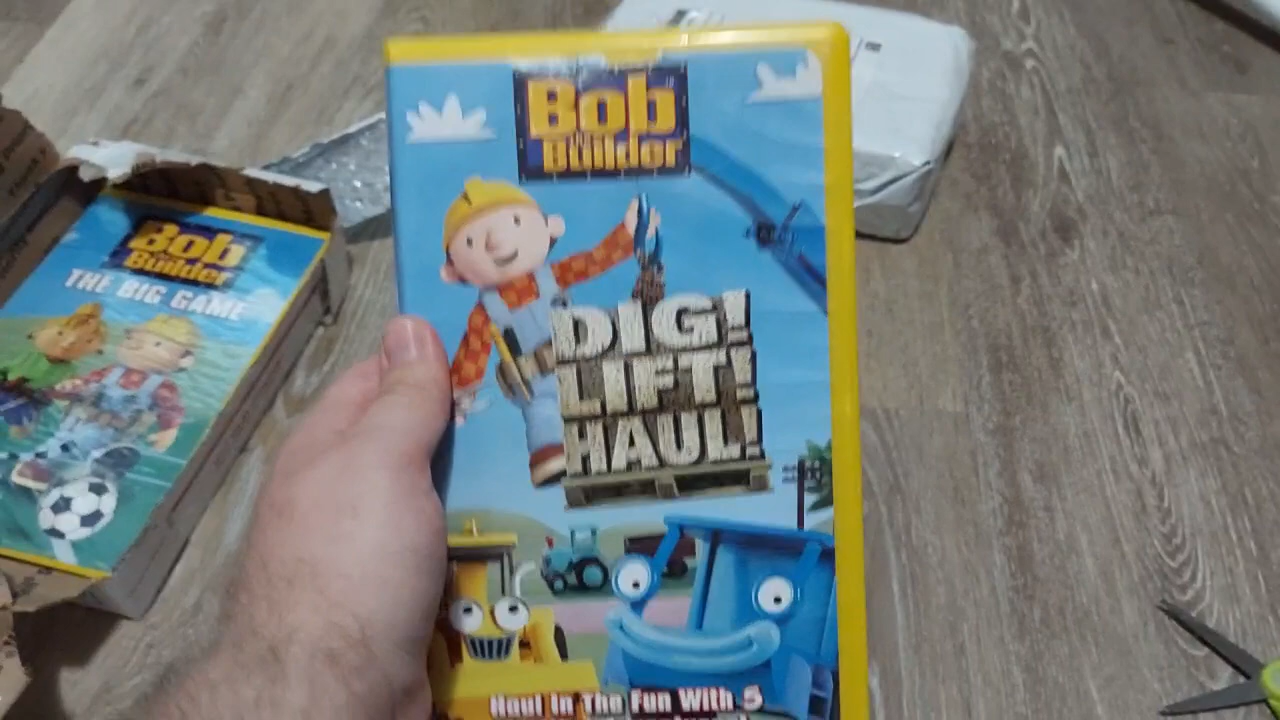 Bob
THE
Builder
DIG!
LIFT!
HAUL!
Haul In The Fun With 5
Bob
THE
Builder
THE BIG GAME